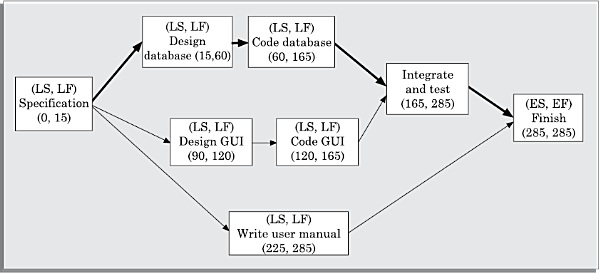 (LS, LF)
Design
database (15,60)
(LS, LF)
Code database
(60, 165)
(LS, LF)
Specification
(0, 15)
Integrate
and test
(165, 285)
(ES, EF)
Finish
(285, 285)
(LS, LF)
Design GUI
(90, 120)
(LS, LF)
Code GUI
(120, 165)
(LS, LF)
Write user manual
(225, 285)